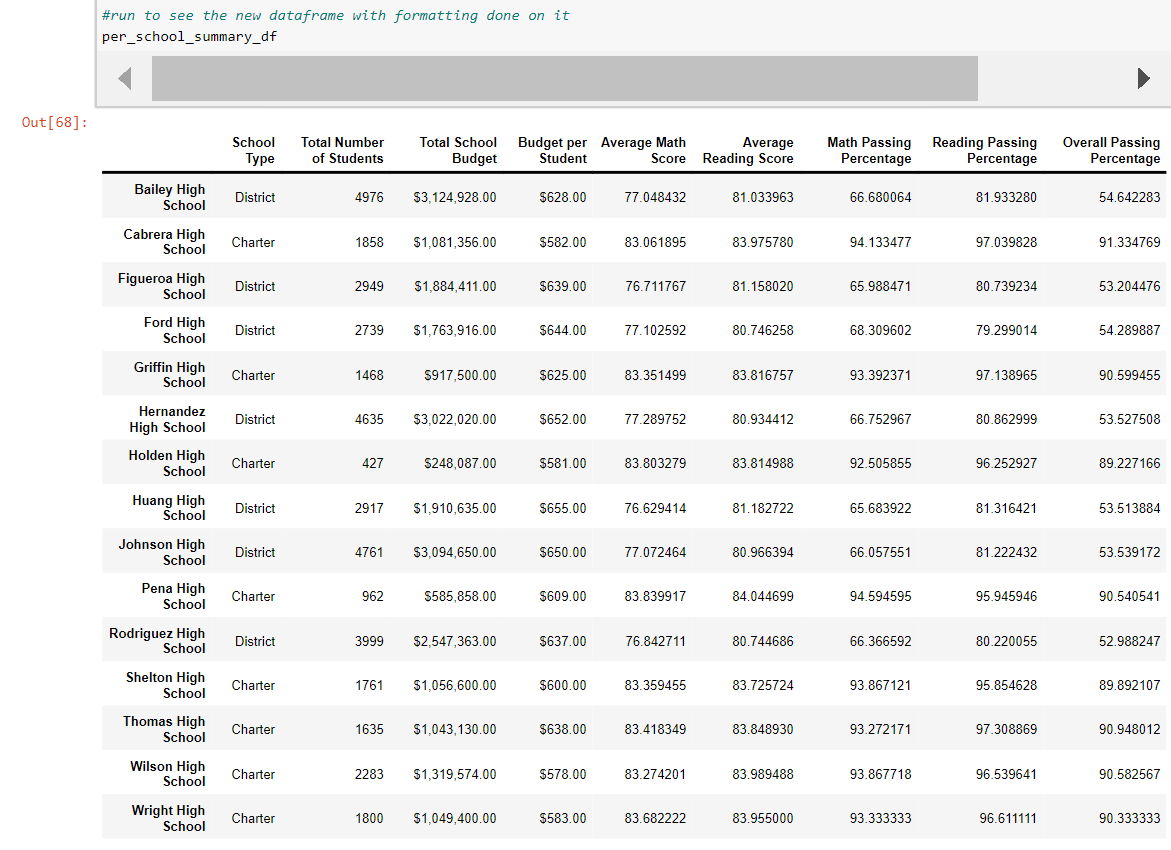 #run to see the new dataframe with formatting done on it
per_school_summary_df
Out[68]:
School Type Total Number of Students Total School Budget Budget per Student Average Math Score Average Reading Score Math Passing Percentage Reading Passing Percentage Overall Passing Percentage
Bailey High School District 4976 $3,124,928.00 $628.00 77.048432 81.033963 66.680064 81.933280 54.642283
Cabrera High School Charter 1858 $1,081,356.00 $582.00 83.061895 83.975780 94.133477 97.039828 91.334769
Figueroa High School District 2949 $1,884,411.00 $639.00 76.711767 81.158020 65.988471 80.739234 53.204476
Ford High School District 2739 $1,763,916.00 $644.00 77.102592 80.746258 68.309602 79.299014 54.289887
Griffin High School Charter 1468 $917,500.00 $625.00 83.351499 83.816757 93.392371 97.138965 90.599455
Hernandez High School District 4635 $3,022,020.00 $652.00 77.289752 80.934412 66.752967 80.862999 53.527508
Holden High School Charter 427 $248,087.00 $581.00 83.803279 83.814988 92.505855 96.252927 89.227166
Huang High School District 2917 $1,910,635.00 $655.00 76.629414 81.182722 65.683922 81.316421 53.513884
Johnson High School District 4761 $3,094,650.00 $650.00 77.072464 80.966394 66.057551 81.222432 53.539172
Pena High School Charter 962 $585,858.00 $609.00 83.839917 84.044699 94.594595 95.945946 90.540541
Rodriguez High School District 3999 $2,547,363.00 $637.00 76.842711 80.744686 66.366592 80.220055 52.988247
Shelton High School Charter 1761 $1,056,600.00 $600.00 83.359455 83.725724 93.867121 95.854628 89.892107
Thomas High School Charter 1635 $1,043,130.00 $638.00 83.418349 83.848930 93.272171 97.308869 90.948012
Wilson High School Charter 2283 $1,319,574.00 $578.00 83.274201 83.989488 93.867718 96.539641 90.582567
Wright High School Charter 1800 $1,049,400.00 $583.00 83.682222 83.955000 93.333333 96.611111 90.333333